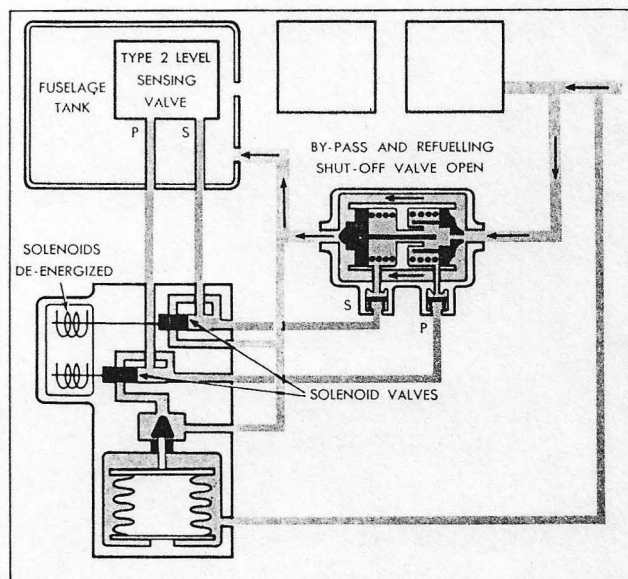 TYPE 2 LEVEL
SENSING
VALVE
FUSELAGE
TANK
P
S
BY-PASS AND REFUELLING
SHUT-OFF VALVE OPEN
SOLENOIDS
DE-ENERGIZED
S
P
SOLENOID VALVES